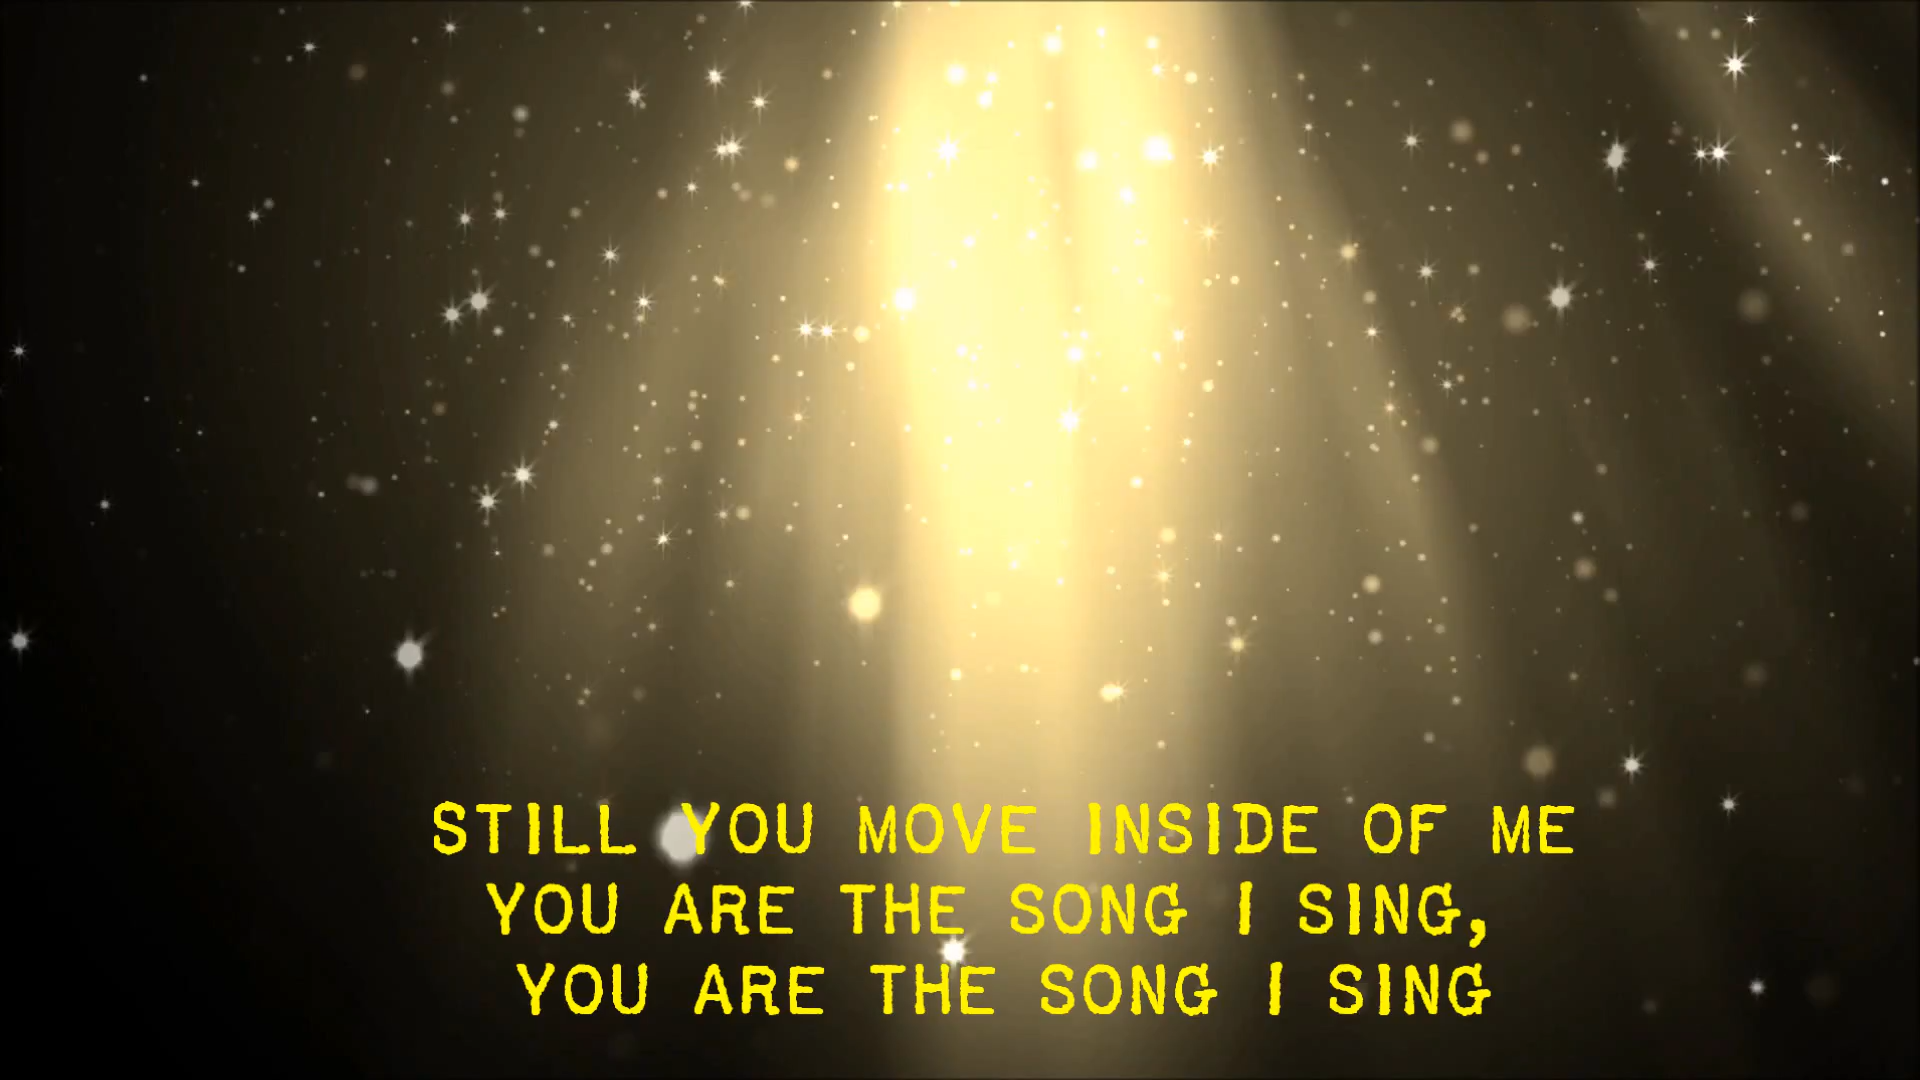 STILL YOU MOVE INSIDE OF ME
YOU ARE THE SONG I SING,
YOU ARE THE SONG I SING